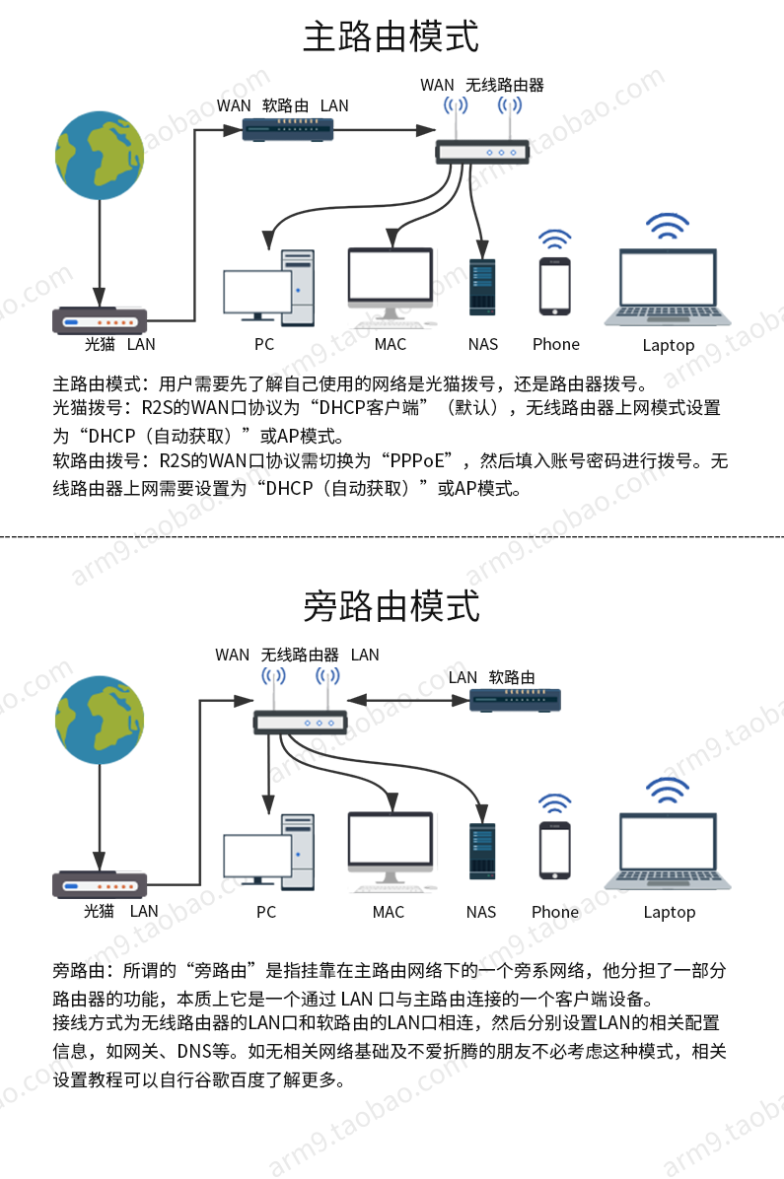 主路由模式
WAN 无线路由器
WAN 软路由 LAN
光猫 LAN
PC
MAC
NAS
Phone
Laptop
主路由模式：用户需要先了解自己使用的网络是光猫拨号，还是路由器拨号。
光猫拨号：R2S的WAN口协议为“DHCP客户端”（默认），无线路由器上网模式设置
为“DHCP（自动获取）”或AP模式。
软路由拨号：R2S的WAN口协议需切换为“PPPoE”，然后填入账号密码进行拨号。无
线路由器上网需要设置为“DHCP（自动获取）”或AP模式。
旁路由模式
WAN 无线路由器 LAN
LAN 软路由
光猫 LAN
PC
MAC
NAS
Phone
Laptop
旁路由：所谓的“旁路由”是指挂靠在主路由网络下的一个旁系网络，他分担了一部分
路由器的功能，本质上它是一个通过 LAN 口与主路由连接的一个客户端设备。
接线方式为无线路由器的LAN口和软路由的LAN口相连，然后分别设置LAN的相关配置
信息，如网关、DNS等。如无相关网络基础及不爱折腾的朋友不必考虑这种模式，相关
设置教程可以自行谷歌百度了解更多。
arm9.taobao.com